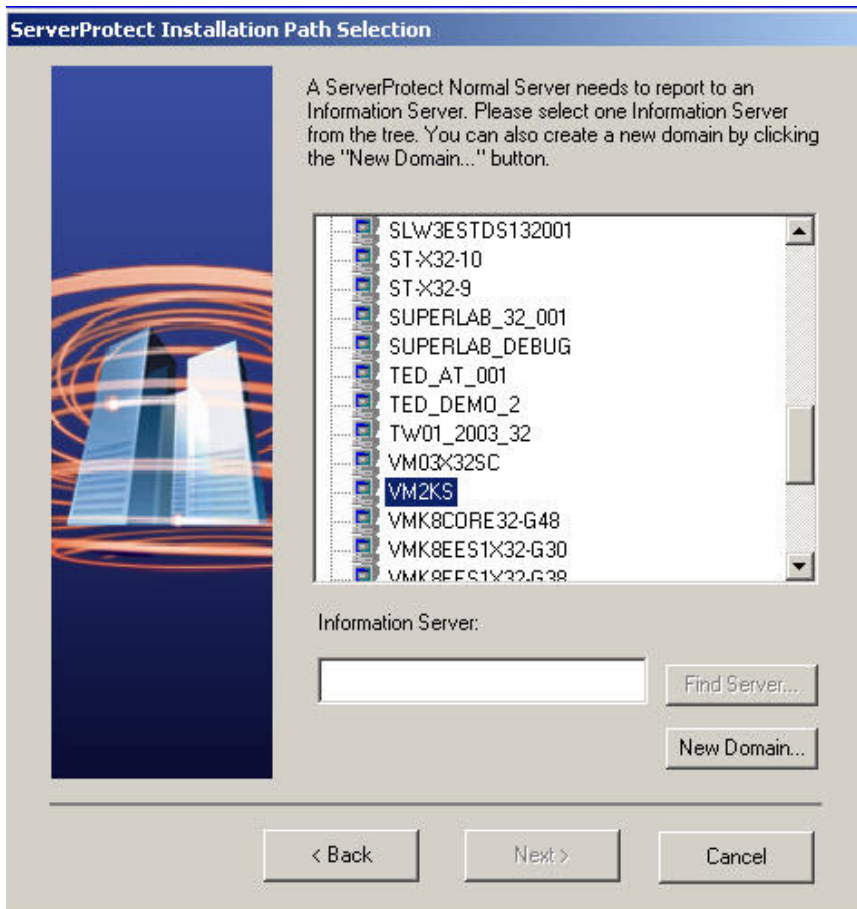 ServerProtect Installation Path Selection
A ServerProtect Normal Server needs to report to an
Information Server. Please select one Information Server
from the tree. You can also create a new domain by clicking
the "New Domain..." button.
SLW3ESTDS132001
ST-X32-10
ST-X32-9
SUPERLAB_32_001
SUPERLAB_DEBUG
TED_AT_001
TED_DEMO_2
TW01_2003_32
VM03X32SC
VM2KS
VMK8CORE32-G48
VMK8EES1X32-G30
VMK8EES1X32-G38
Information Server:
Find Server...
New Domain...
< Back
Next >
Cancel